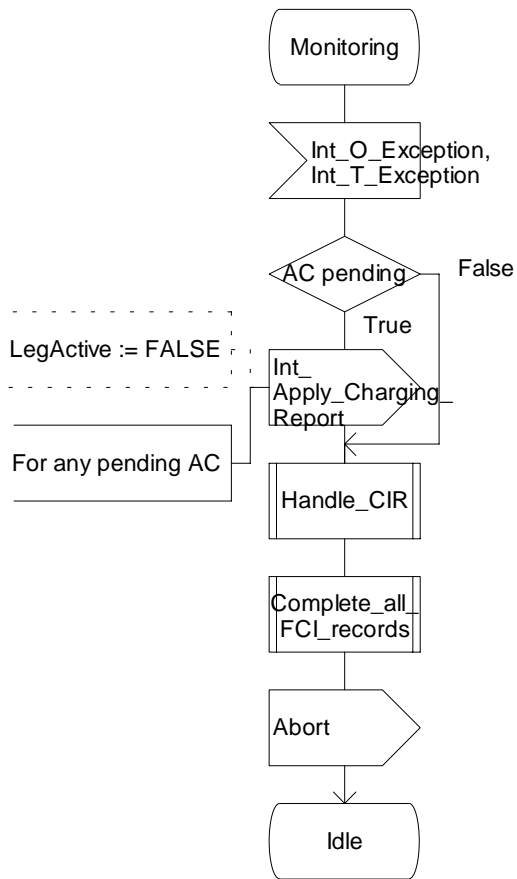 Monitoring
Int_O_Exception,
Int_T_Exception
AC pending
False
True
LegActive := FALSE
Int_
Apply_Charging_
Report
For any pending AC
Handle_CIR
Complete_all_
FCI_records
Abort
Idle